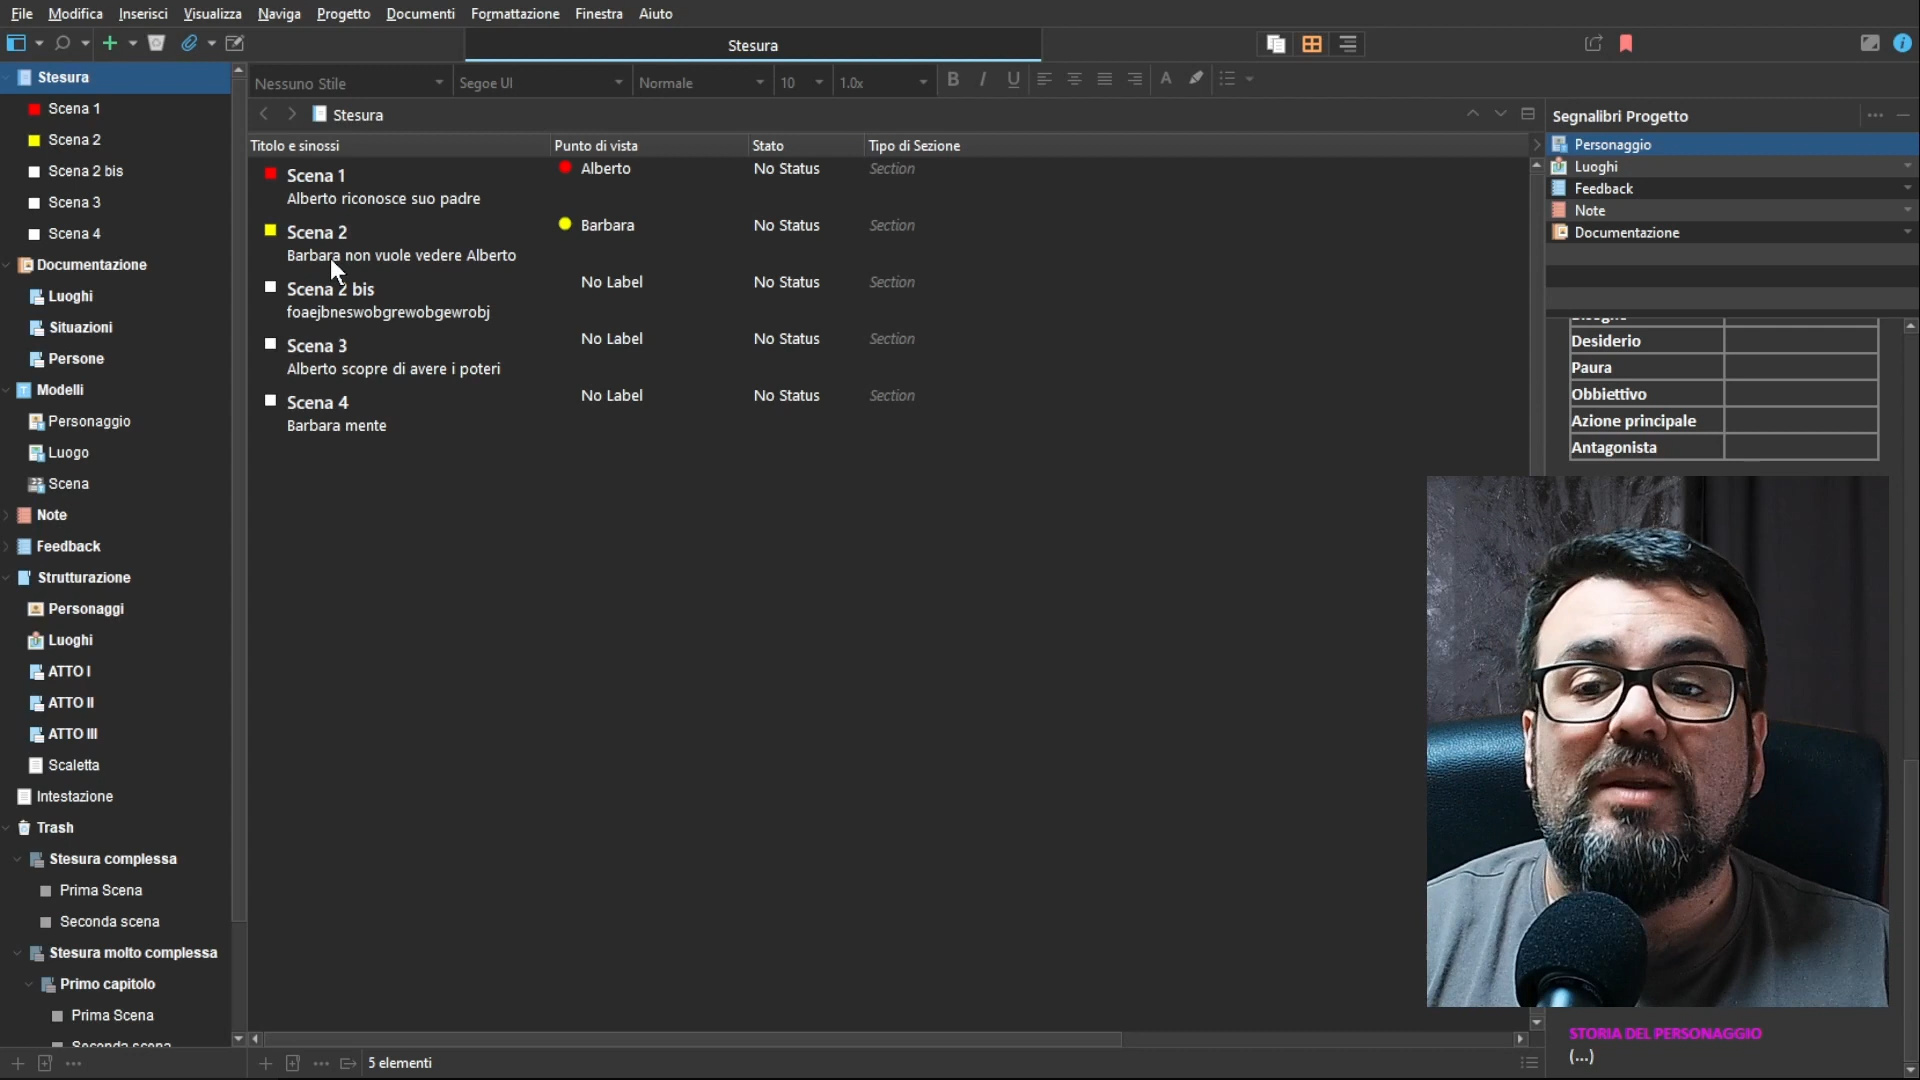 File Modifica Inserisci Visualizza Naviga Progetto Documenti Formattazione Finestra Aiuto
Stesura
Nessuno Stile Segoe UI Normale 10 1.0x B I U A
Stesura
Titolo e sinossi Punto di vista Stato Tipo di Sezione
Scena 1 Alberto No Status Section
Alberto riconosce suo padre
Scena 2 Barbara No Status Section
Barbara non vuole vedere Alberto
Scena 2 bis No Label No Status Section
foaejbneswobgrewobgewrobj
Scena 3 No Label No Status Section
Alberto scopre di avere i poteri
Scena 4 No Label No Status Section
Barbara mente
5 elementi
Stesura
Scena 1
Scena 2
Scena 2 bis
Scena 3
Scena 4
Documentazione
Luoghi
Situazioni
Persone
Modelli
Personaggio
Luogo
Scena
Note
Feedback
Strutturazione
Personaggi
Luoghi
ATTO I
ATTO II
ATTO III
Scaletta
Intestazione
Trash
Stesura complessa
Prima Scena
Seconda scena
Stesura molto complessa
Primo capitolo
Prima Scena
Seconda scena
Segnalibri Progetto
Personaggio
Luoghi
Feedback
Note
Documentazione
Desiderio
Paura
Obbiettivo
Azione principale
Antagonista
STORIA DEL PERSONAGGIO
(...)